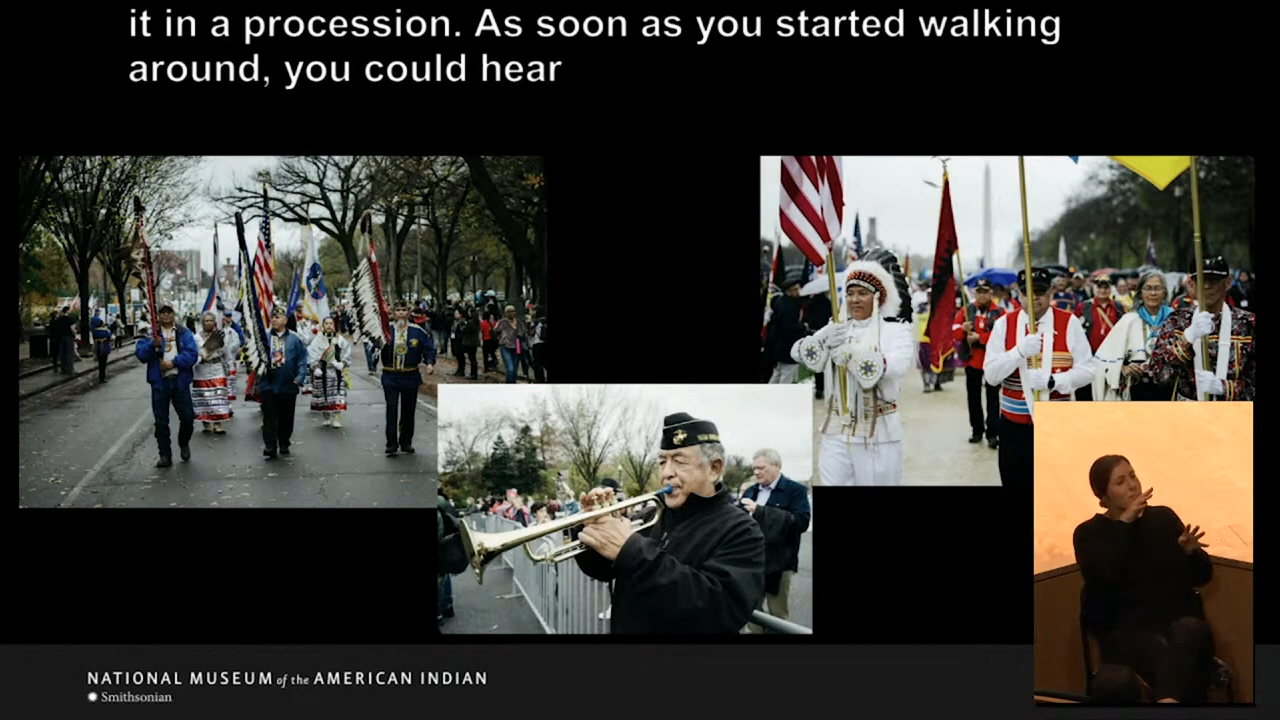 it in a procession. As soon as you started walking
around, you could hear
NATIONAL MUSEUM of the AMERICAN INDIAN
Smithsonian